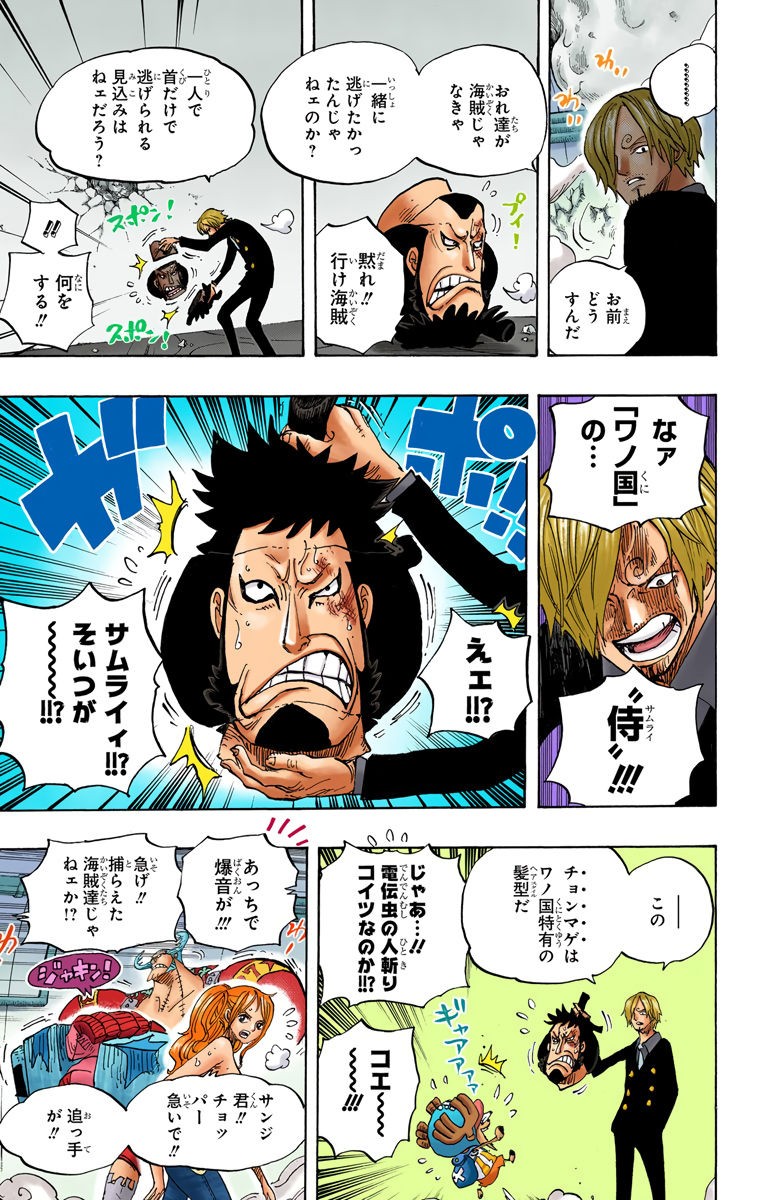 ⋯⋯⋯⋯
わー
わー
お前
どう
すんだ
おれ達が
海賊じゃ
なきゃ
一緒に
逃げたかっ
たんじゃ
ねェのか?
プイ!
黙れ!!
行け海賊
一人で
首だけで
逃げられる
見込みは
ねェだろう?
スポン!
スポン!
!!
何を
する!!
なァ
「ワノ国」
の…
“侍”!!!
ガポ!!
えェ!!?
サムライィ!!?
そいつが
~~~~!!?
――
この
チョンマゲは
ワノ国特有の
髪型だ
じゃあ…!!
電伝虫の人斬り
コイツなのか!!?
コエ~
~~~!!
ギャアアアア
あっちで
爆音が!!!
急げ!!
捕らえた
海賊達じゃ
ねェか!?
わー
わー
ジャキン!
サンジ
君!!
チョッ
パー
急いで!!
追っ手
が!!